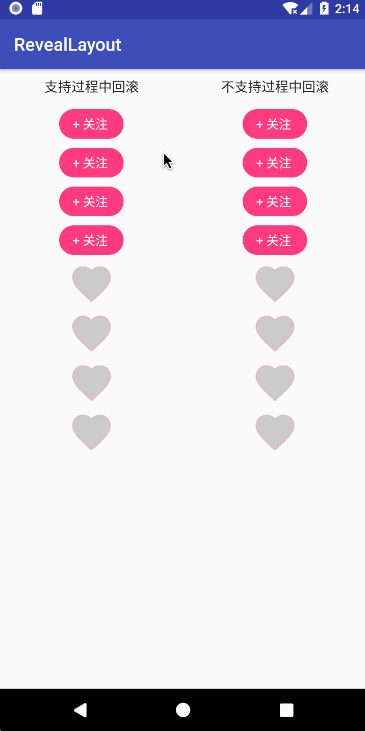 2:14
RevealLayout
支持过程中回滚 不支持过程中回滚
+ 关注 + 关注
+ 关注 + 关注
+ 关注 + 关注
+ 关注 + 关注